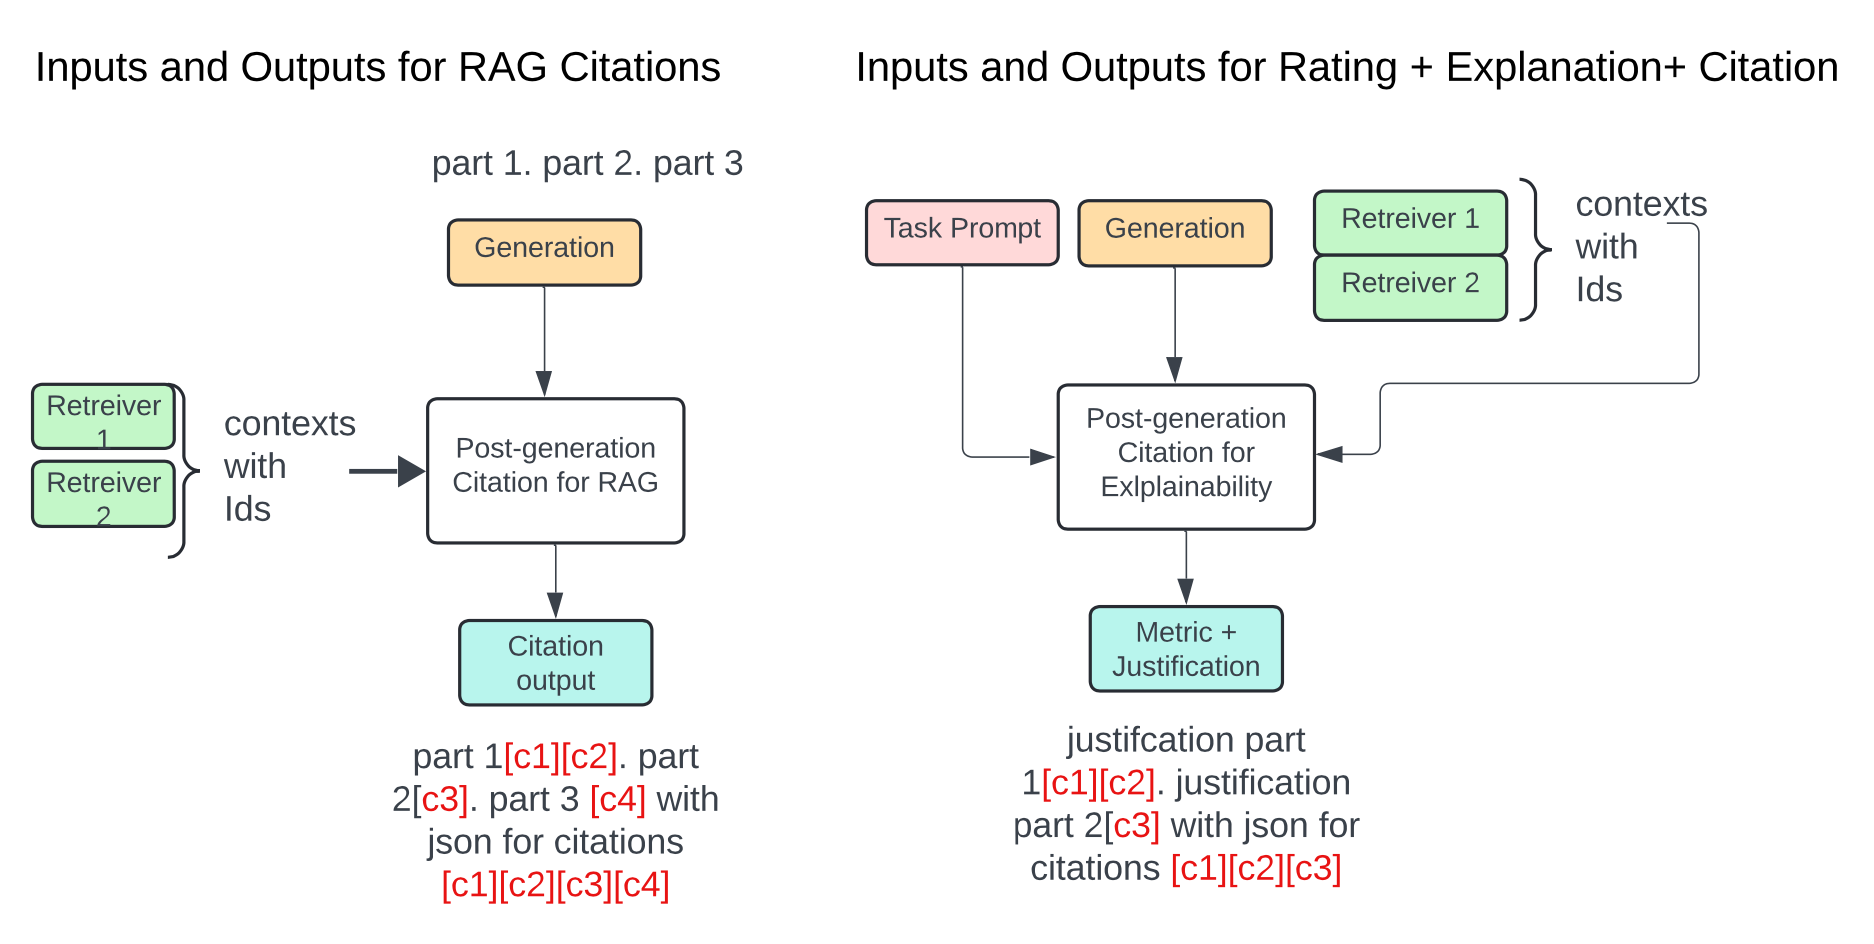 Inputs and Outputs for RAG Citations
part 1. part 2. part 3
Generation
Retreiver
1
Retreiver
2
contexts
with
Ids
Post-generation
Citation for RAG
Citation
output
part 1[c1][c2]. part
2[c3]. part 3 [c4] with
json for citations
[c1][c2][c3][c4]
Inputs and Outputs for Rating + Explanation+ Citation
Task Prompt
Generation
Retreiver 1
Retreiver 2
contexts
with
Ids
Post-generation
Citation for
Exlplainability
Metric +
Justification
justifcation part
1[c1][c2]. justification
part 2[c3] with json for
citations [c1][c2][c3]